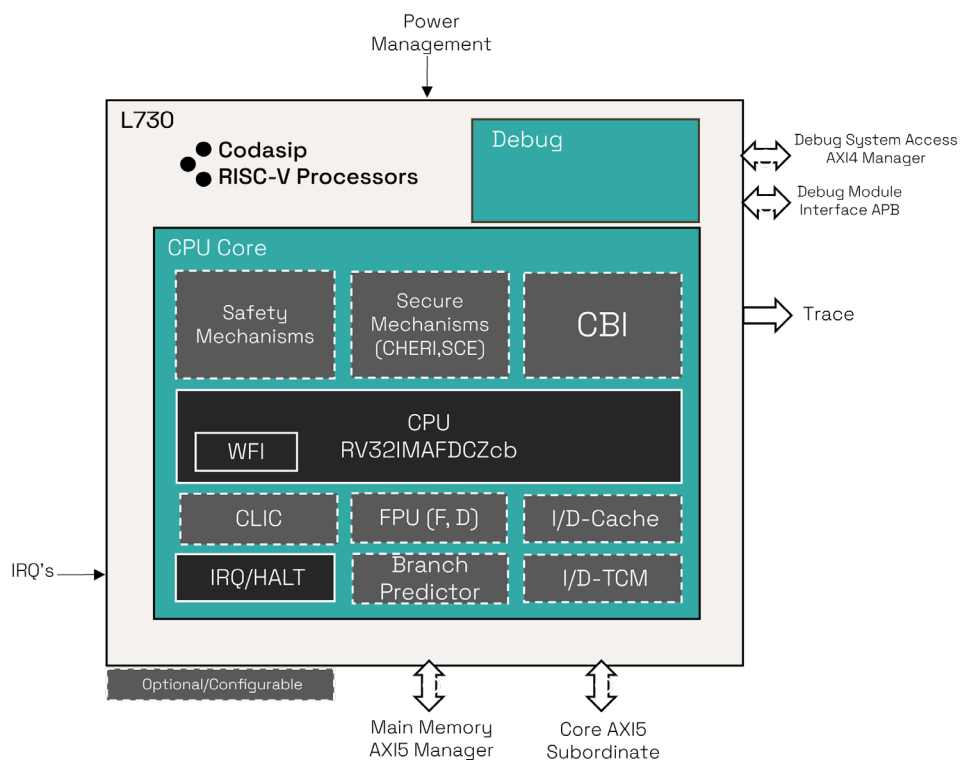 Power
Management
L730
Codasip
RISC-V Processors
Debug
Debug System Access
AXI4 Manager
Debug Module
Interface APB
CPU Core
Safety
Mechanisms
Secure
Mechanisms
(CHERI,SCE)
CBI
Trace
CPU
RV32IMAFDCZcb
WFI
CLIC
FPU (F, D)
I/D-Cache
IRQ's
IRQ/HALT
Branch
Predictor
I/D-TCM
Optional/Configurable
Main Memory
AXI5 Manager
Core AXI5
Subordinate